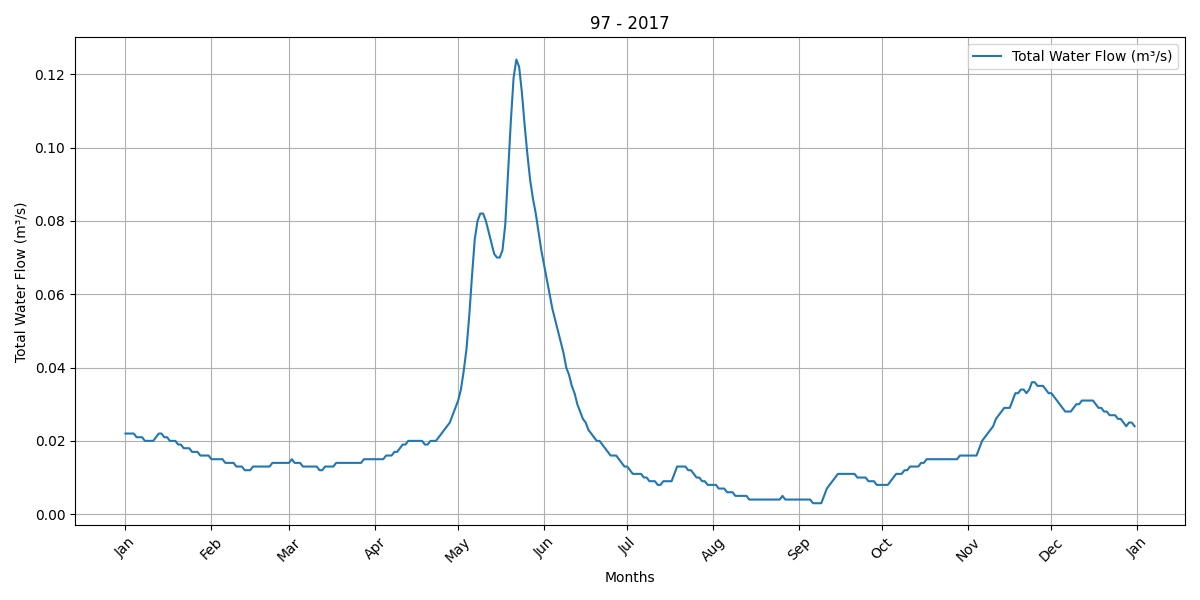 97 - 2017
Total Water Flow (m³/s)
Total Water Flow (m³/s)
0.12
0.10
0.08
0.06
0.04
0.02
0.00
Jan
Feb
Mar
Apr
May
Jun
Jul
Aug
Sep
Oct
Nov
Dec
Jan
Months